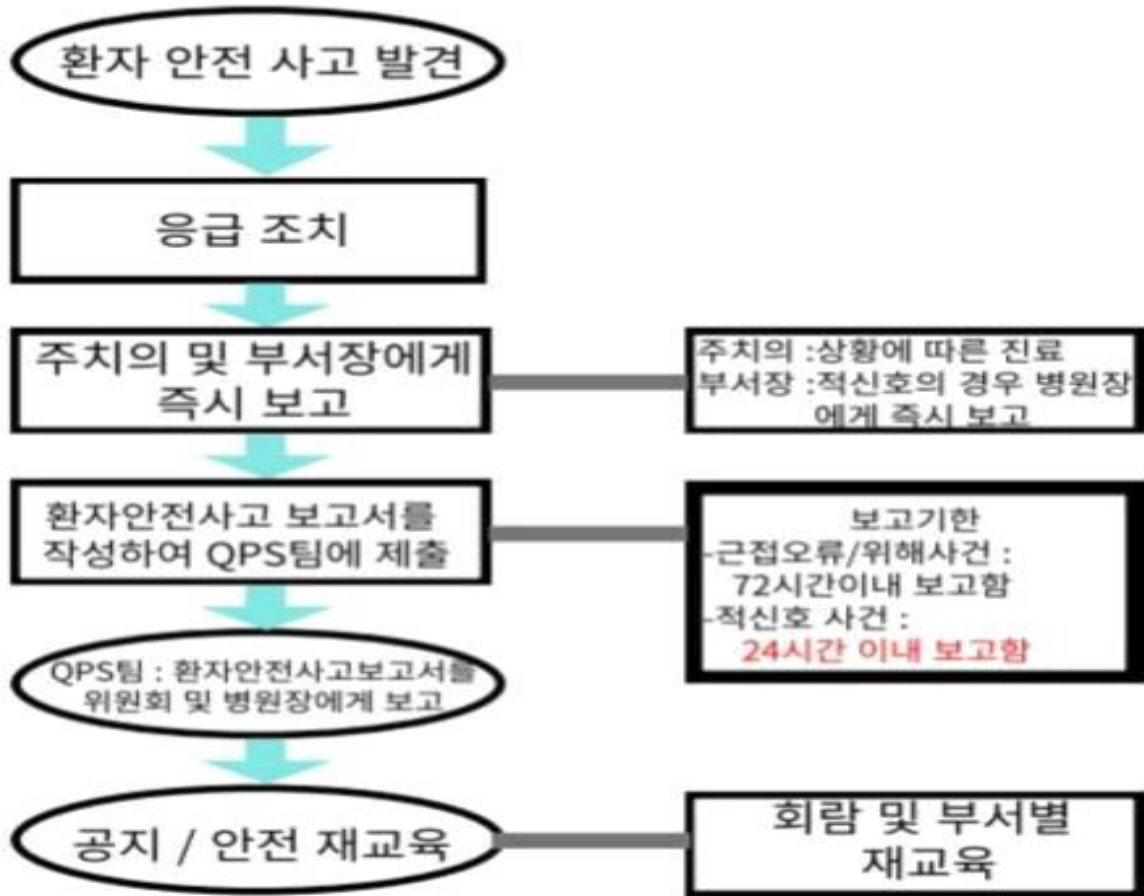 환자 안전 사고 발견
응급 조치
주치의 및 부서장에게
즉시 보고
주치의 :상황에 따른 진료
부서장 :적신호의 경우 병원장
에게 즉시 보고
환자안전사고 보고서를
작성하여 QPS팀에 제출
보고기한
-근접오류/위해사건 :
72시간이내 보고함
-적신호 사건 :
24시간 이내 보고함
QPS팀 : 환자안전사고보고서를
위원회 및 병원장에게 보고
공지 / 안전 재교육
회람 및 부서별
재교육